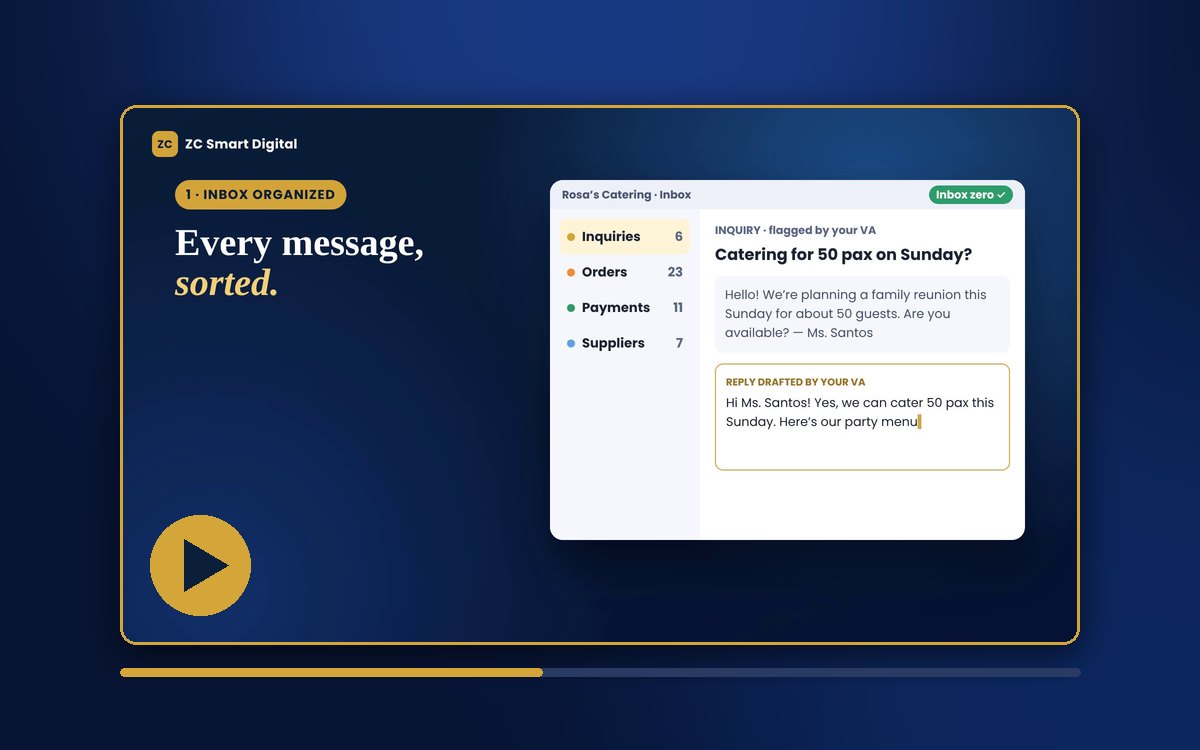 ZC ZC Smart Digital
1 · INBOX ORGANIZED
Every message,
sorted.
Rosa’s Catering · Inbox
Inbox zero ✓
Inquiries 6
Orders 23
Payments 11
Suppliers 7
INQUIRY · flagged by your VA
Catering for 50 pax on Sunday?
Hello! We’re planning a family reunion this
Sunday for about 50 guests. Are you
available? — Ms. Santos
REPLY DRAFTED BY YOUR VA
Hi Ms. Santos! Yes, we can cater 50 pax this
Sunday. Here’s our party menu